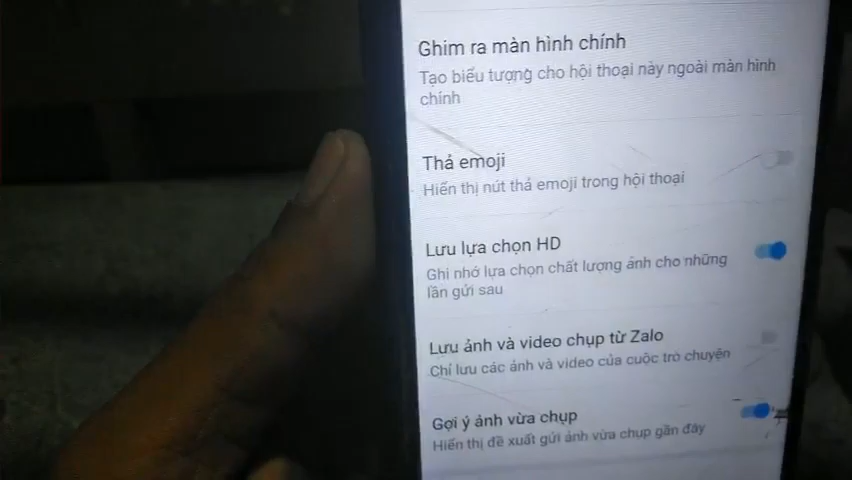 Ghim ra màn hình chính
Tạo biểu tượng cho hội thoại này ngoài màn hình
chính
Thả emoji
Hiển thị nút thả emoji trong hội thoại
Lưu lựa chọn HD
Ghi nhớ lựa chọn chất lượng ảnh cho những
lần gửi sau
Lưu ảnh và video chụp từ Zalo
Chỉ lưu các ảnh và video của cuộc trò chuyện
Gợi ý ảnh vừa chụp
Hiển thị đề xuất gửi ảnh vừa chụp gần đây